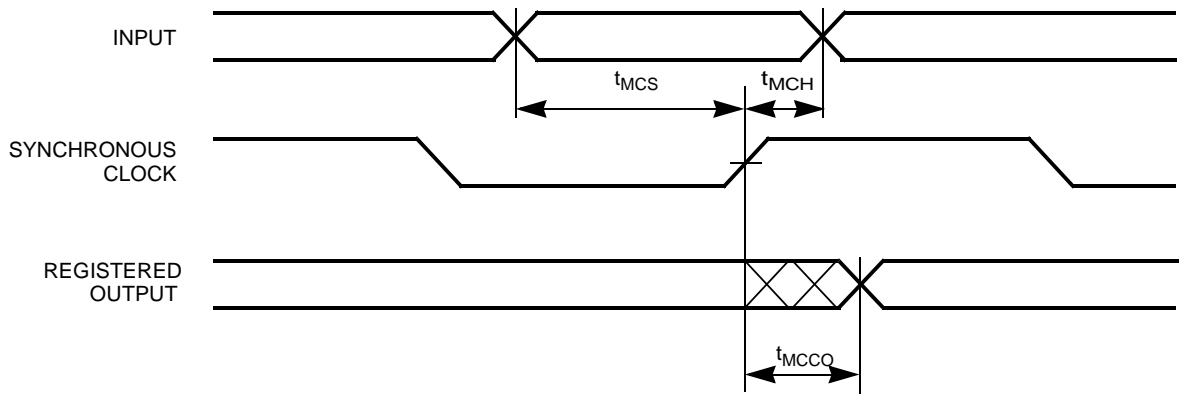 INPUT
tMCS
tMCH
SYNCHRONOUS
CLOCK
REGISTERED
OUTPUT
tMCCO